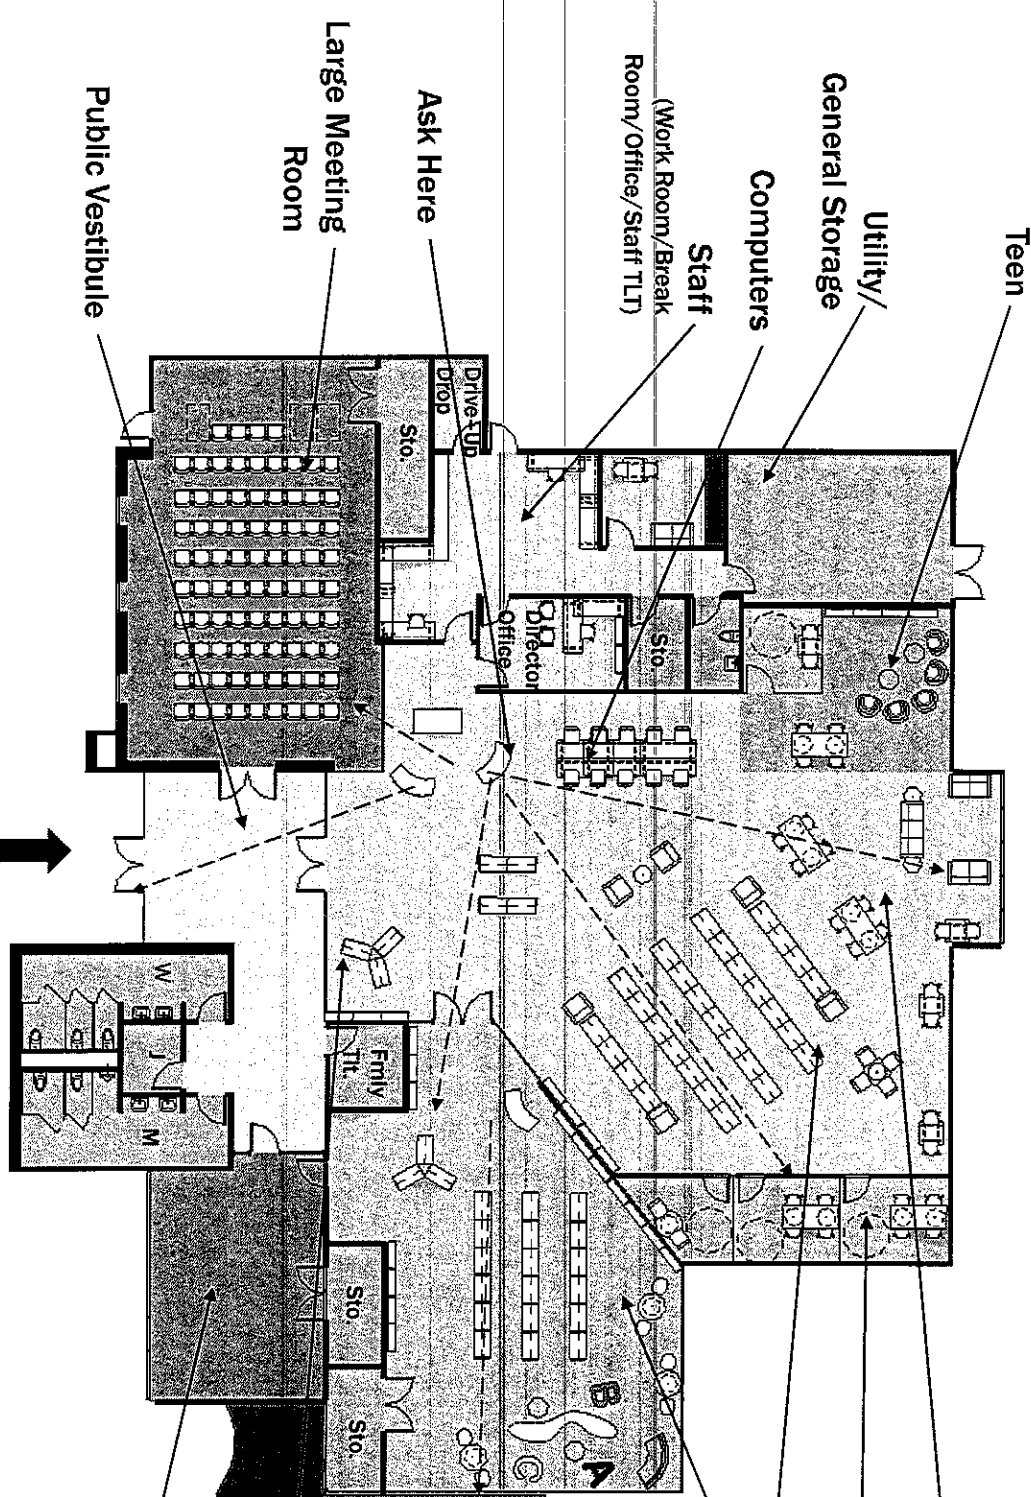 Teen
Utility/
General Storage
Computers
Staff
(Work Room/Break
Room/Office/Staff TLT)
Ask Here
Large Meeting
Room
Public Vestibule
Drive-Up
Drop
Sto.
Director
Office
Sto.
Fmly
Tlt.
W
J
M
Sto.
Sto.
A
B
C